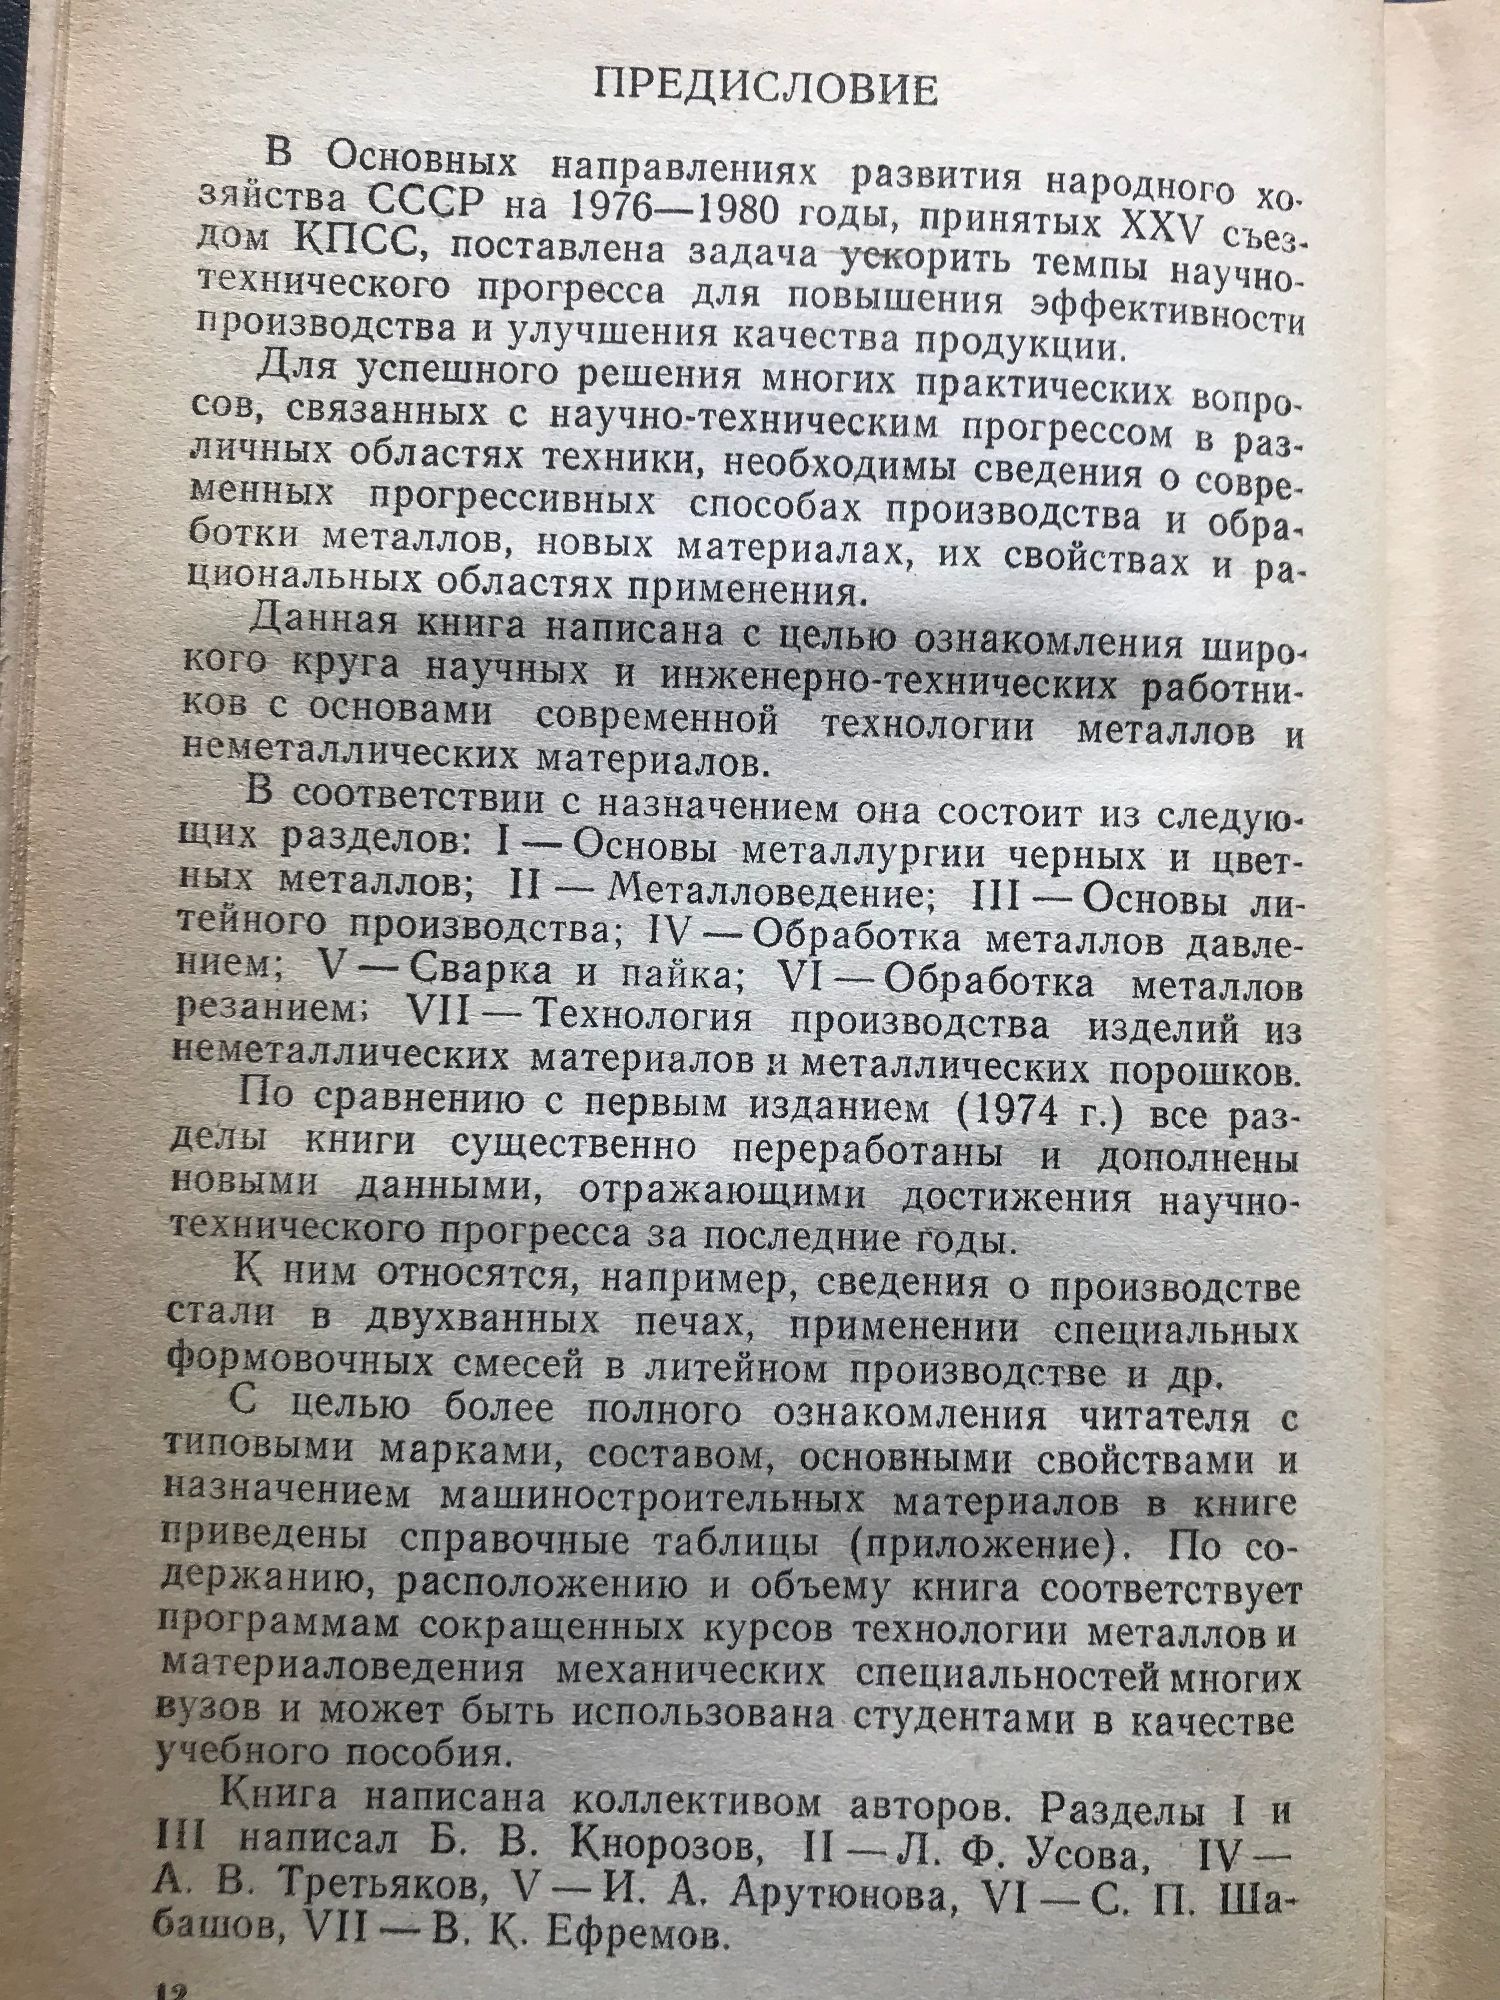 ПРЕДИСЛОВИЕ
В Основных направлениях развития народного хо-
зяйства СССР на 1976—1980 годы, принятых XXV съез-
дом КПСС, поставлена задача ускорить темпы научно-
технического прогресса для повышения эффективности
производства и улучшения качества продукции.
Для успешного решения многих практических вопро-
сов, связанных с научно-техническим прогрессом в раз-
личных областях техники, необходимы сведения о совре-
менных прогрессивных способах производства и обра-
ботки металлов, новых материалах, их свойствах и ра-
циональных областях применения.
Данная книга написана с целью ознакомления широ-
кого круга научных и инженерно-технических работни-
ков с основами современной технологии металлов и
неметаллических материалов.
В соответствии с назначением она состоит из следую-
щих разделов: I — Основы металлургии черных и цвет-
ных металлов; II — Металловедение; III — Основы ли-
тейного производства; IV — Обработка металлов давле-
нием; V — Сварка и пайка; VI — Обработка металлов
резанием; VII — Технология производства изделий из
неметаллических материалов и металлических порошков.
По сравнению с первым изданием (1974 г.) все раз-
делы книги существенно переработаны и дополнены
новыми данными, отражающими достижения научно-
технического прогресса за последние годы.
К ним относятся, например, сведения о производстве
стали в двухванных печах, применении специальных
формовочных смесей в литейном производстве и др.
С целью более полного ознакомления читателя с
типовыми марками, составом, основными свойствами и
назначением машиностроительных материалов в книге
приведены справочные таблицы (приложение). По со-
держанию, расположению и объему книга соответствует
программам сокращенных курсов технологии металлов и
материаловедения механических специальностей многих
вузов и может быть использована студентами в качестве
учебного пособия.
Книга написана коллективом авторов. Разделы I и
III написал Б. В. Кнорозов, II — Л. Ф. Усова, IV —
А. В. Третьяков, V — И. А. Арутюнова, VI — С. П. Ша-
башов, VII — В. К. Ефремов.
12